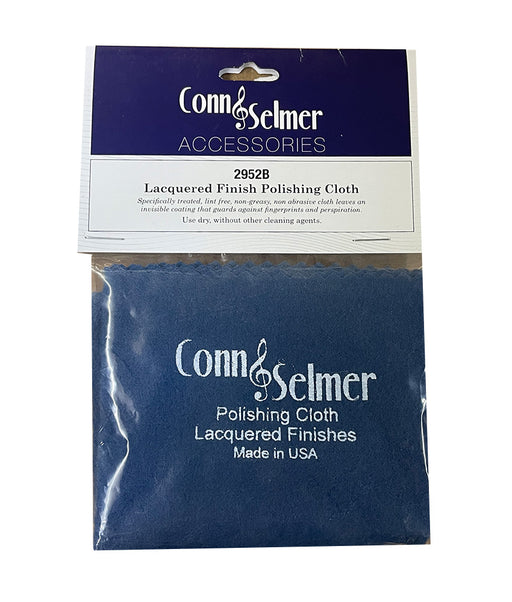 Conn Selmer
ACCESSORIES
2952B
Lacquered Finish Polishing Cloth
Specifically treated, lint free, non-greasy, non abrasive cloth leaves an
invisible coating that guards against fingerprints and perspiration.
Use dry, without other cleaning agents.
Conn Selmer
Polishing Cloth
Lacquered Finishes
Made in USA